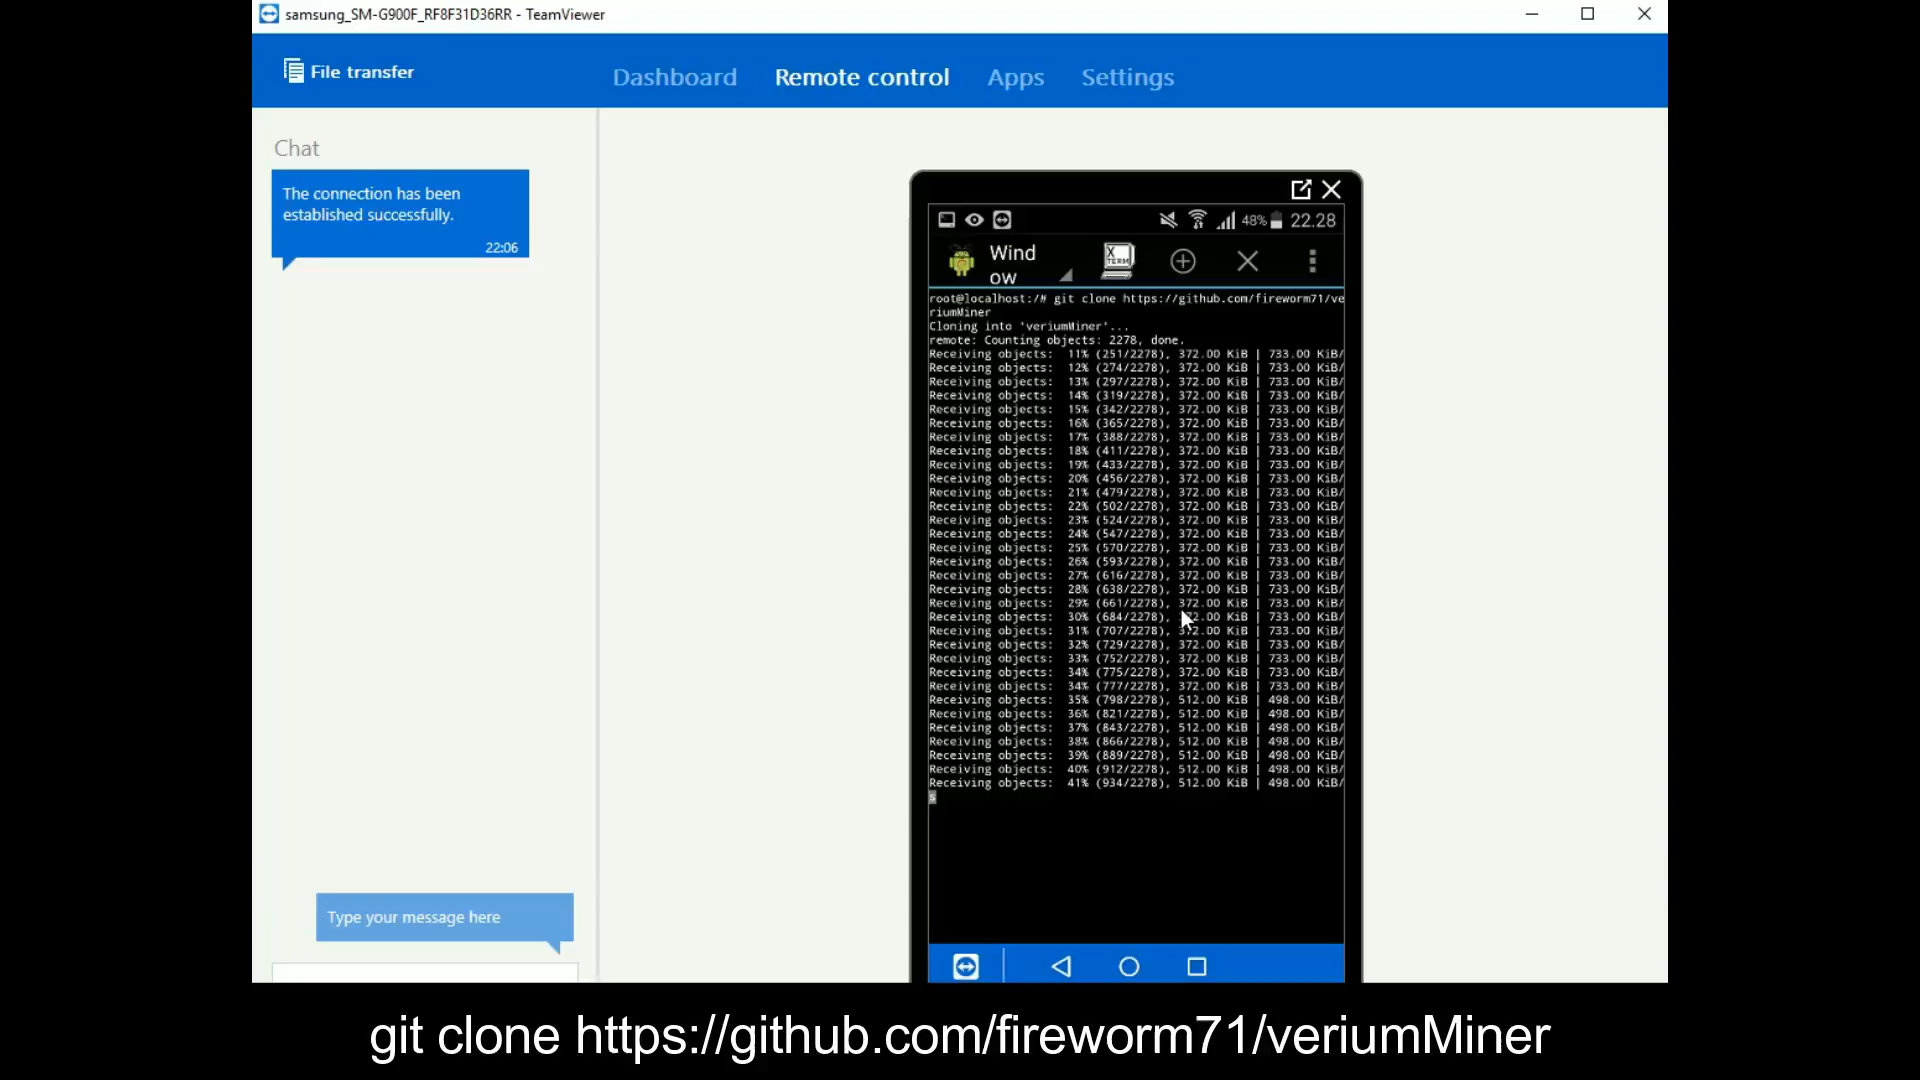 samsung_SM-G900F_RF8F31D36RR - TeamViewer
File transfer
Dashboard
Remote control
Apps
Settings
Chat
The connection has been
established successfully.
22:06
Type your message here
48%
22.28
Wind
ow
X
TERM
root@localhost:/# git clone https://github.com/fireworm71/ve
riumMiner
Cloning into 'veriumMiner'...
remote: Counting objects: 2278, done.
Receiving objects:  11% (251/2278), 372.00 KiB | 733.00 KiB/
Receiving objects:  12% (274/2278), 372.00 KiB | 733.00 KiB/
Receiving objects:  13% (297/2278), 372.00 KiB | 733.00 KiB/
Receiving objects:  14% (319/2278), 372.00 KiB | 733.00 KiB/
Receiving objects:  15% (342/2278), 372.00 KiB | 733.00 KiB/
Receiving objects:  16% (365/2278), 372.00 KiB | 733.00 KiB/
Receiving objects:  17% (388/2278), 372.00 KiB | 733.00 KiB/
Receiving objects:  18% (411/2278), 372.00 KiB | 733.00 KiB/
Receiving objects:  19% (433/2278), 372.00 KiB | 733.00 KiB/
Receiving objects:  20% (456/2278), 372.00 KiB | 733.00 KiB/
Receiving objects:  21% (479/2278), 372.00 KiB | 733.00 KiB/
Receiving objects:  22% (502/2278), 372.00 KiB | 733.00 KiB/
Receiving objects:  23% (524/2278), 372.00 KiB | 733.00 KiB/
Receiving objects:  24% (547/2278), 372.00 KiB | 733.00 KiB/
Receiving objects:  25% (570/2278), 372.00 KiB | 733.00 KiB/
Receiving objects:  26% (593/2278), 372.00 KiB | 733.00 KiB/
Receiving objects:  27% (616/2278), 372.00 KiB | 733.00 KiB/
Receiving objects:  28% (638/2278), 372.00 KiB | 733.00 KiB/
Receiving objects:  29% (661/2278), 372.00 KiB | 733.00 KiB/
Receiving objects:  30% (684/2278), 372.00 KiB | 733.00 KiB/
Receiving objects:  31% (707/2278), 372.00 KiB | 733.00 KiB/
Receiving objects:  32% (729/2278), 372.00 KiB | 733.00 KiB/
Receiving objects:  33% (752/2278), 372.00 KiB | 733.00 KiB/
Receiving objects:  34% (775/2278), 372.00 KiB | 733.00 KiB/
Receiving objects:  34% (777/2278), 372.00 KiB | 733.00 KiB/
Receiving objects:  35% (798/2278), 512.00 KiB | 498.00 KiB/
Receiving objects:  36% (821/2278), 512.00 KiB | 498.00 KiB/
Receiving objects:  37% (843/2278), 512.00 KiB | 498.00 KiB/
Receiving objects:  38% (866/2278), 512.00 KiB | 498.00 KiB/
Receiving objects:  39% (889/2278), 512.00 KiB | 498.00 KiB/
Receiving objects:  40% (912/2278), 512.00 KiB | 498.00 KiB/
Receiving objects:  41% (934/2278), 512.00 KiB | 498.00 KiB/
s
git clone https://github.com/fireworm71/veriumMiner